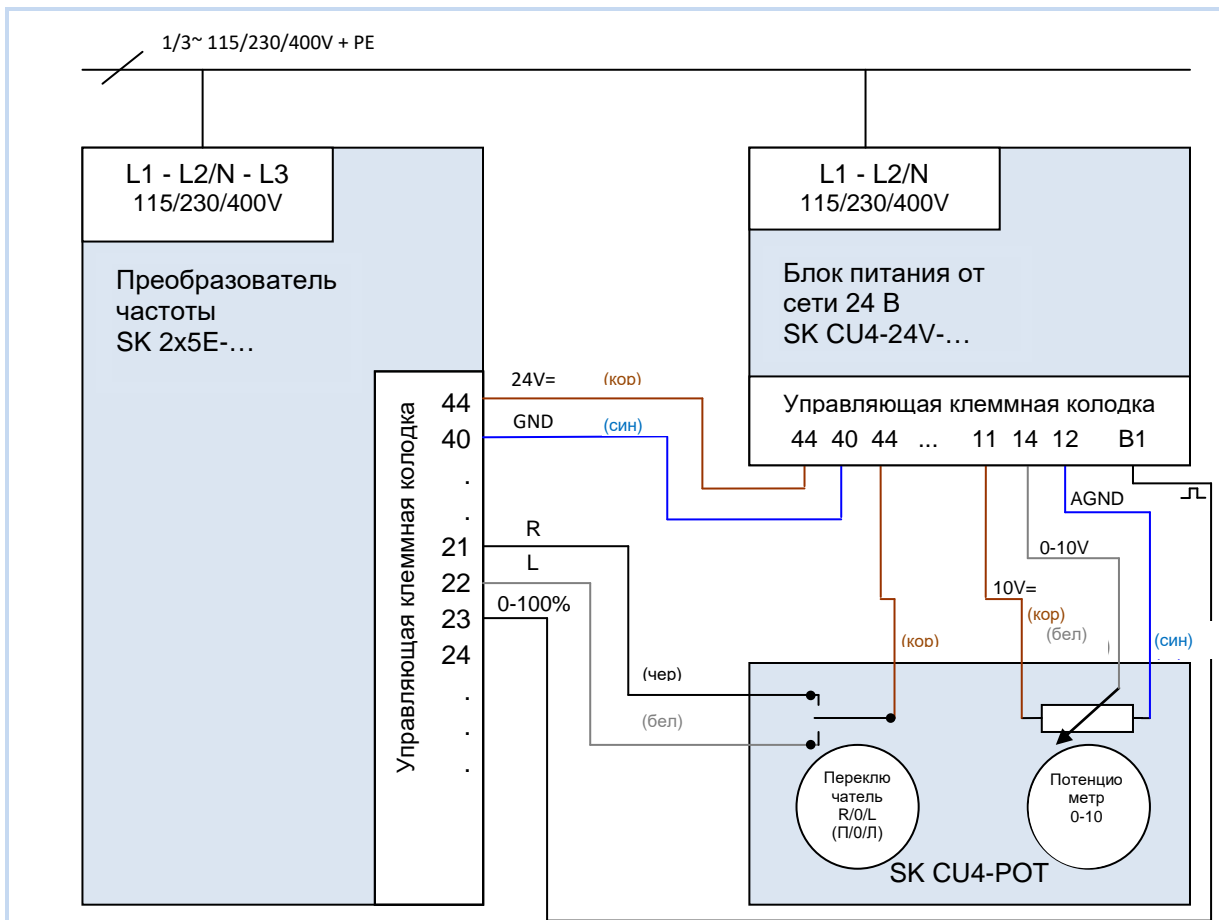 1/3~ 115/230/400V + PE
L1 - L2/N - L3
115/230/400V
L1 - L2/N
115/230/400V
Преобразователь
частоты
SK 2x5E-…
Блок питания от
сети 24 В
SK CU4-24V-…
Управляющая клеммная колодка
44 40 44 ... 11 14 12 B1
Управляющая клеммная колодка
44
40
.
.
21
22
23
24
.
.
.
24V= (кор)
GND (син)
R
L
0-100%
AGND
0-10V
10V=
(кор)
(бел)
(син)
(кор)
(чер)
(бел)
Переклю
чатель
R/0/L
(П/0/Л)
Потенцио
метр
0-10
SK CU4-POT